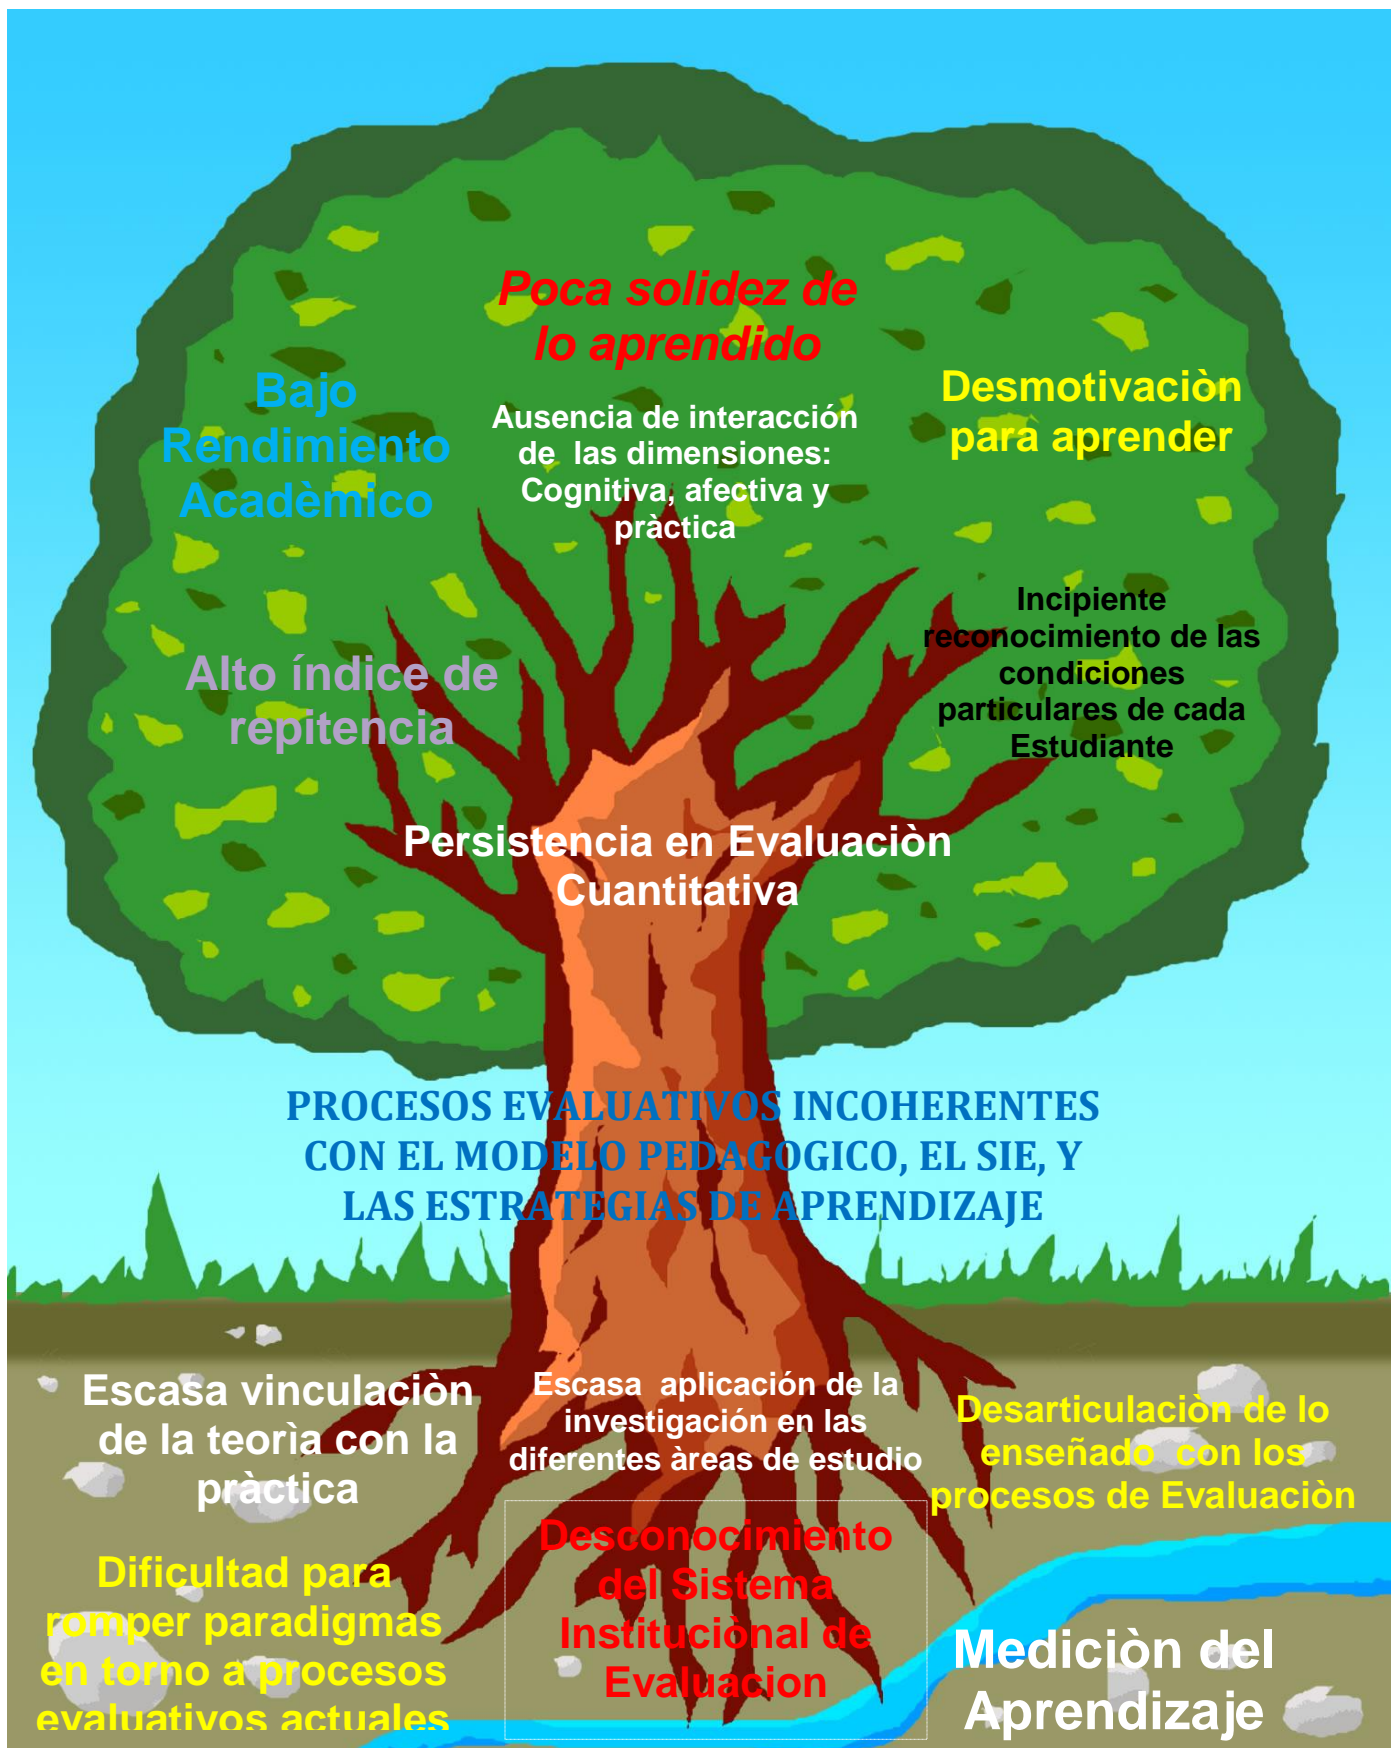 Poca solidez de
lo aprendido
Bajo
Rendimiento
Acadèmico
Ausencia de interacción
de las dimensiones:
Cognitiva, afectiva y
pràctica
Desmotivaciòn
para aprender
Alto índice de
repitencia
Incipiente
reconocimiento de las
condiciones
particulares de cada
Estudiante
Persistencia en Evaluaciòn
Cuantitativa
PROCESOS EVALUATIVOS INCOHERENTES
CON EL MODELO PEDAGOGICO, EL SIE, Y
LAS ESTRATEGIAS DE APRENDIZAJE
Escasa vinculaciòn
de la teorìa con la
pràctica
Escasa aplicación de la
investigación en las
diferentes àreas de estudio
Desarticulaciòn de lo
enseñado con los
procesos de Evaluaciòn
Dificultad para
romper paradigmas
en torno a procesos
evaluativos actuales
Desconocimiento
del Sistema
Instituciònal de
Evaluacion
Mediciòn del
Aprendizaje